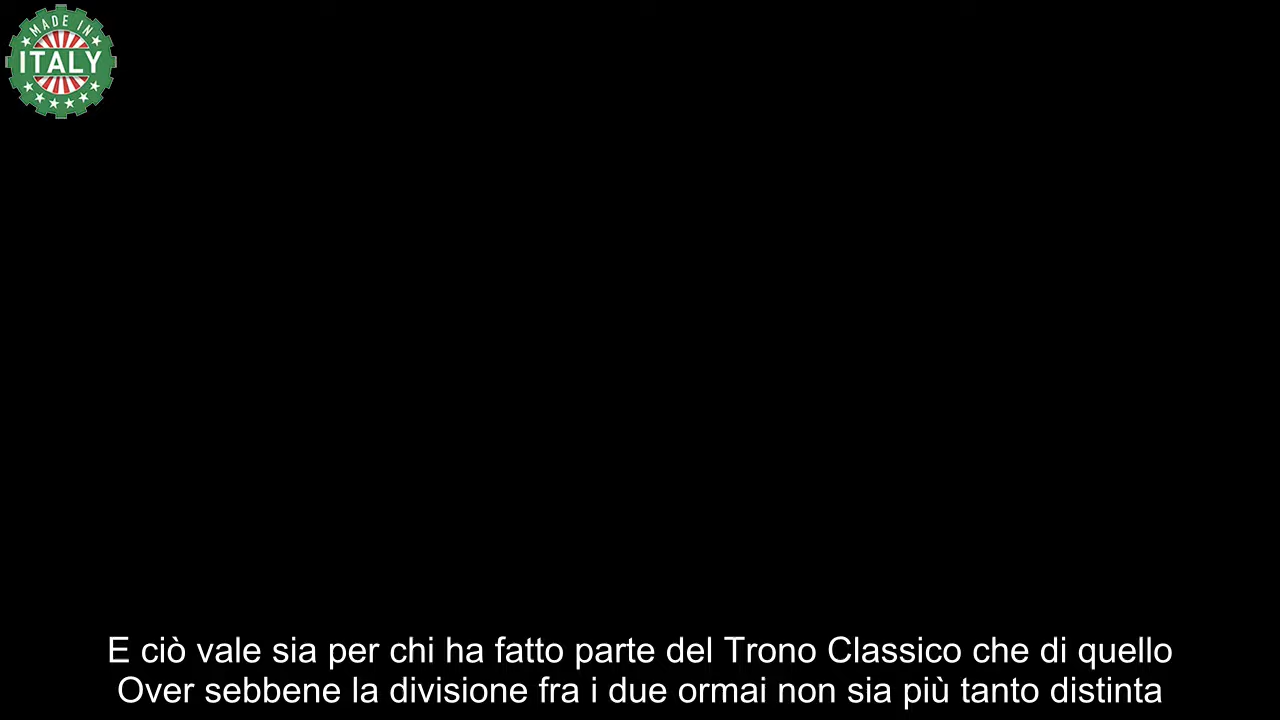 MADE IN
ITALY
E ciò vale sia per chi ha fatto parte del Trono Classico che di quello
Over sebbene la divisione fra i due ormai non sia più tanto distinta